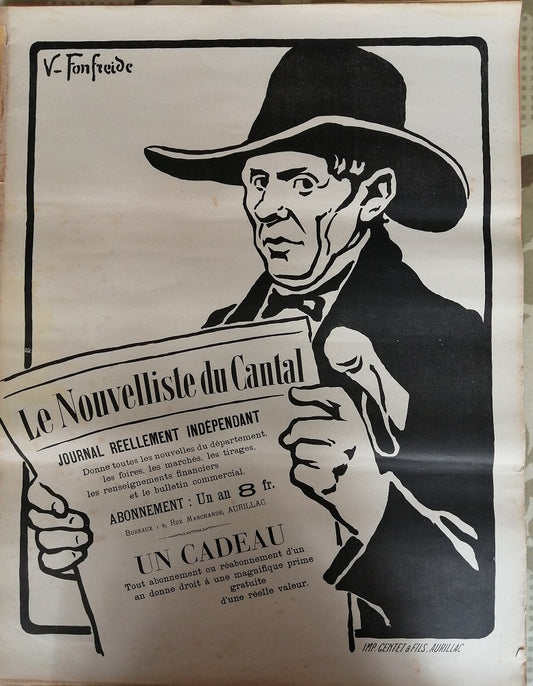 V- Fonfreide
Le Nouvelliste du Cantal
JOURNAL RÉELLEMENT INDÉPENDANT
Donne toutes les nouvelles du département,
les foires, les marchés, les tirages,
les renseignements financiers
et le bulletin commercial.
ABONNEMENT : Un an 8 fr.
BUREAUX : 6, RUE MARCHANDE, AURILLAC
UN CADEAU
Tout abonnement ou réabonnement d'un
an donne droit à une magnifique prime
gratuite
d'une réelle valeur.
IMP. GENTET & FILS. AURILLAC